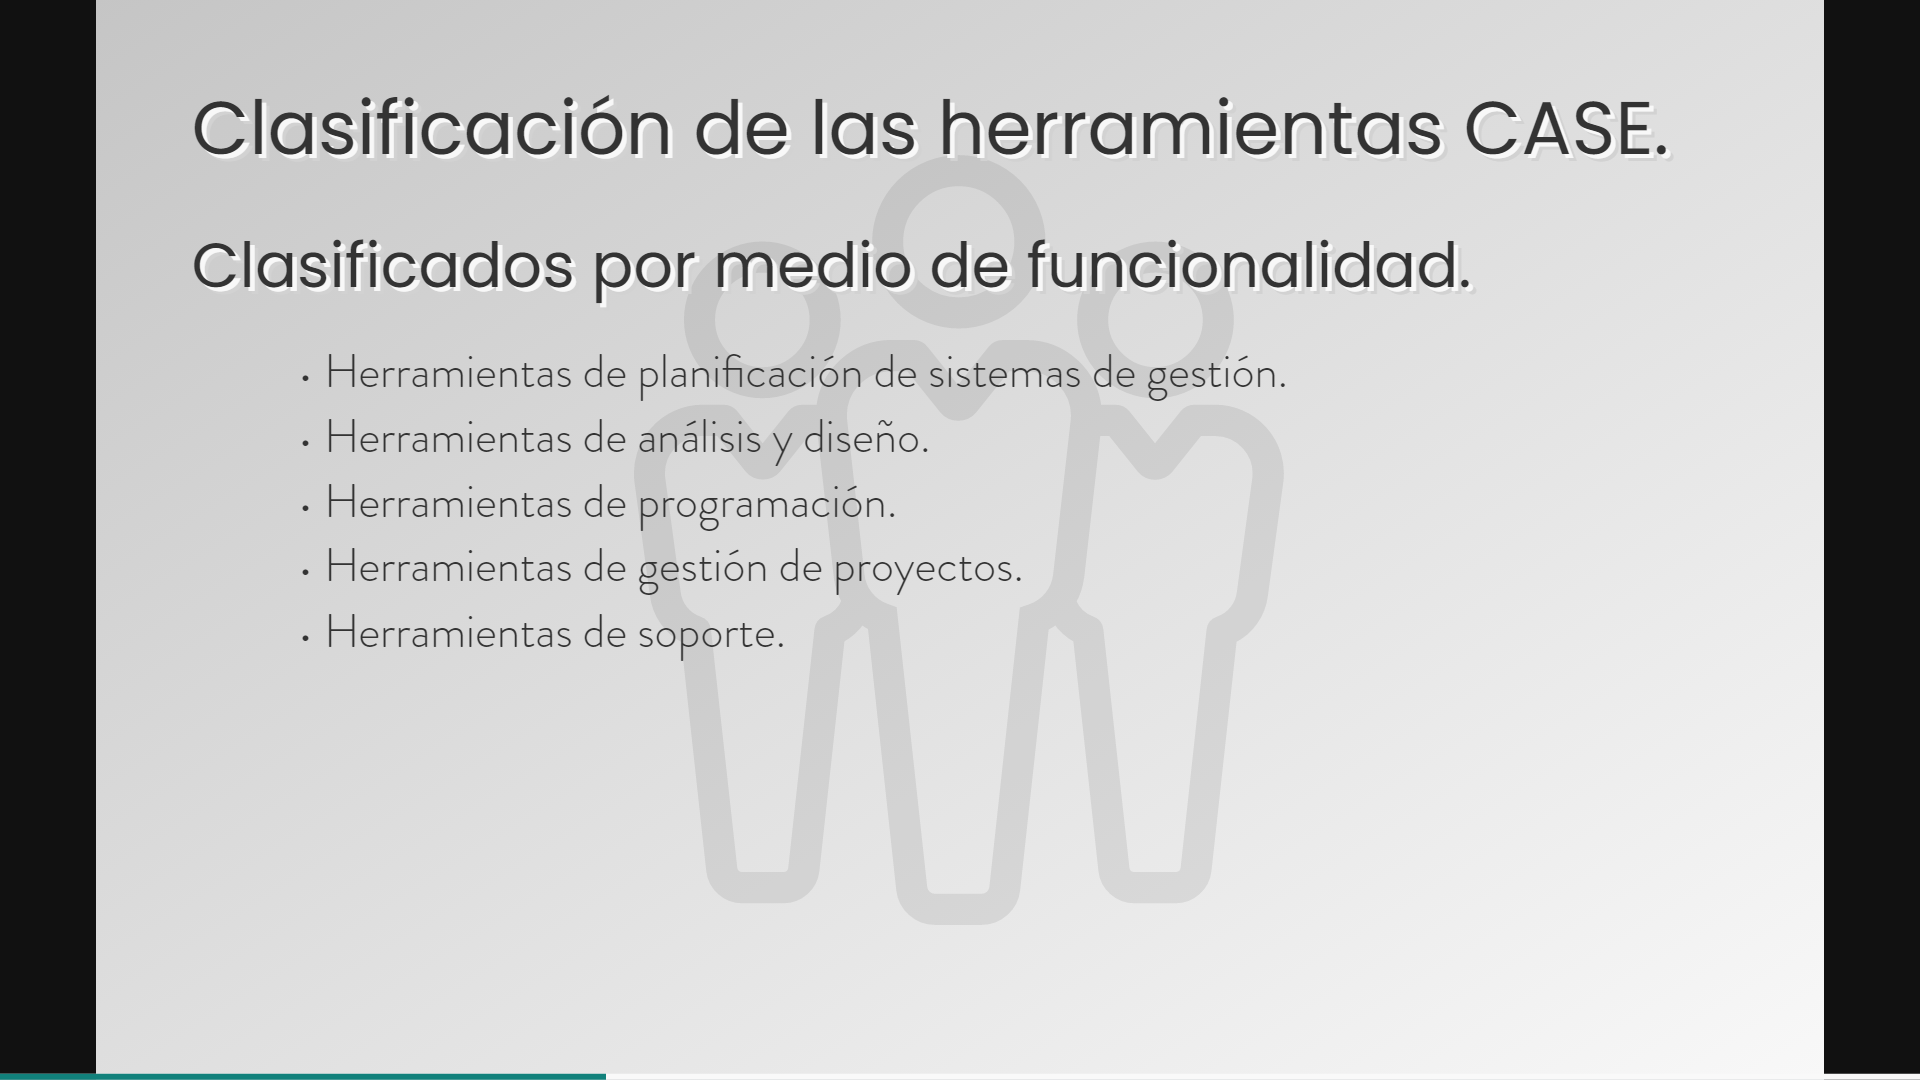 Clasificación de las herramientas CASE.
Clasificados por medio de funcionalidad.
• Herramientas de planificación de sistemas de gestión.
• Herramientas de análisis y diseño.
• Herramientas de programación.
• Herramientas de gestión de proyectos.
• Herramientas de soporte.